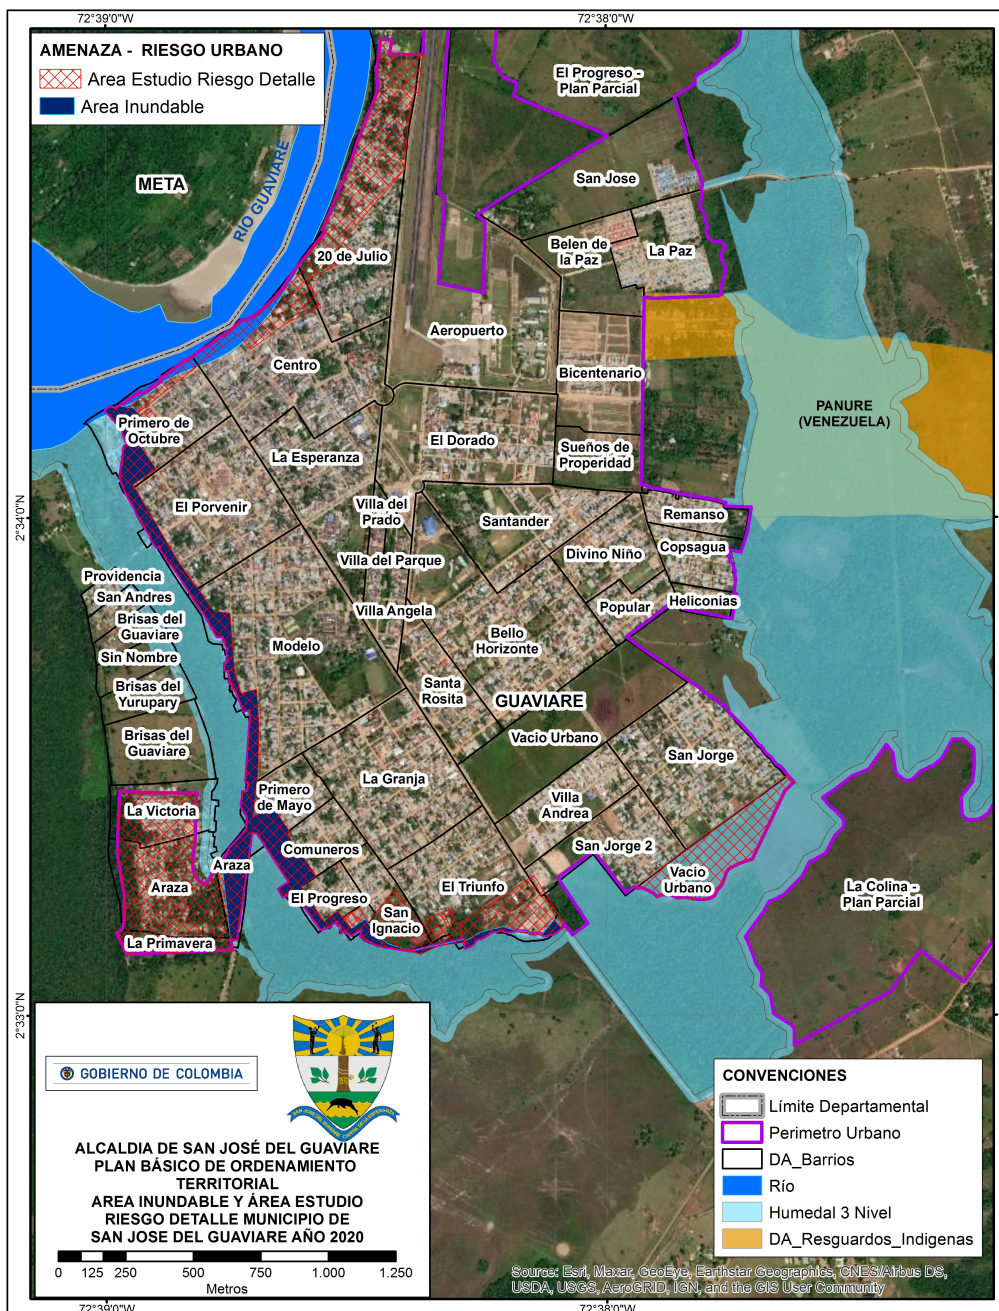 72°39'0"W
72°38'0"W
AMENAZA - RIESGO URBANO
Area Estudio Riesgo Detalle
Area Inundable
El Progreso -
Plan Parcial
META
RÍO GUAVIARE
San Jose
20 de Julio
Belen de
la Paz
La Paz
Aeropuerto
Centro
Bicentenario
PANURE
(VENEZUELA)
Primero de
Octubre
La Esperanza
El Dorado
Sueños de
Properidad
El Porvenir
Villa del
Prado
Santander
Remanso
2°34'0"N
Divino Niño
Copsagua
Villa del Parque
Providencia
San Andres
Villa Angela
Popular
Heliconias
Brisas del
Guaviare
Modelo
Bello
Horizonte
Sin Nombre
Brisas del
Yurupary
Santa
Rosita
GUAVIARE
Brisas del
Guaviare
Vacio Urbano
San Jorge
La Granja
Primero
de Mayo
Villa
Andrea
La Victoria
Comuneros
San Jorge 2
Araza
Araza
El Progreso
El Triunfo
Vacio
Urbano
La Colina -
Plan Parcial
San
Ignacio
La Primavera
2°33'0"N
GOBIERNO DE COLOMBIA
SAN JOSE DEL GUAVIARE CAPITAL DE LA ESPERANZA
ALCALDIA DE SAN JOSÉ DEL GUAVIARE
PLAN BÁSICO DE ORDENAMIENTO
TERRITORIAL
AREA INUNDABLE Y ÁREA ESTUDIO
RIESGO DETALLE MUNICIPIO DE
SAN JOSE DEL GUAVIARE AÑO 2020
0 125 250 500 750 1.000 1.250
Metros
CONVENCIONES
Límite Departamental
Perimetro Urbano
DA_Barrios
Río
Humedal 3 Nivel
DA_Resguardos_Indigenas
Source: Esri, Maxar, GeoEye, Earthstar Geographics, CNES/Airbus DS,
USDA, USGS, AeroGRID, IGN, and the GIS User Community
72°39'0"W
72°38'0"W